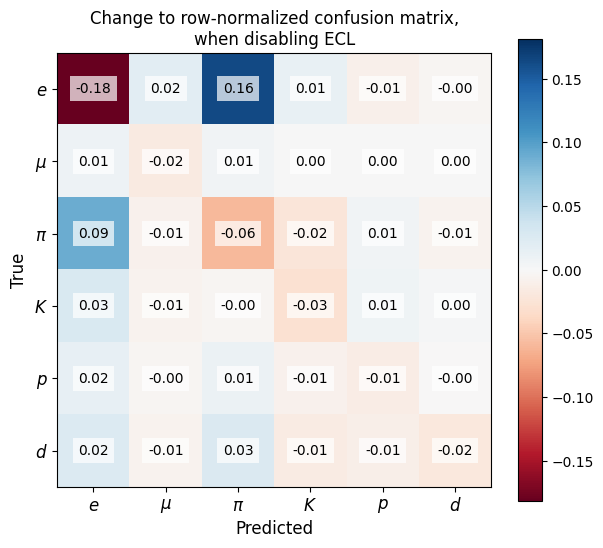 Change to row-normalized confusion matrix,
when disabling ECL
True
e -0.18 0.02 0.16 0.01 -0.01 -0.00
μ 0.01 -0.02 0.01 0.00 0.00 0.00
π 0.09 -0.01 -0.06 -0.02 0.01 -0.01
K 0.03 -0.01 -0.00 -0.03 0.01 0.00
p 0.02 -0.00 0.01 -0.01 -0.01 -0.00
d 0.02 -0.01 0.03 -0.01 -0.01 -0.02
e μ π K p d
Predicted
0.15
0.10
0.05
0.00
−0.05
−0.10
−0.15